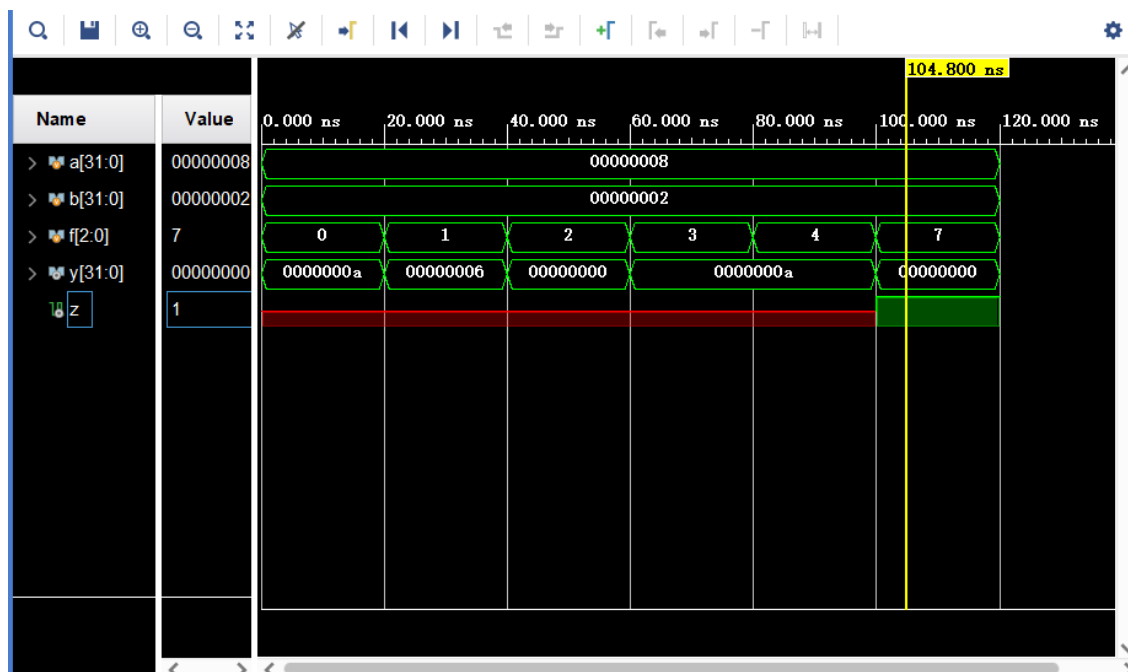 104.800 ns
Name Value 0.000 ns 20.000 ns 40.000 ns 60.000 ns 80.000 ns 100.000 ns 120.000 ns
a[31:0] 00000008 00000008
b[31:0] 00000002 00000002
f[2:0] 7 0 1 2 3 4 7
y[31:0] 00000000 0000000a 00000006 00000000 0000000a 00000000
z 1